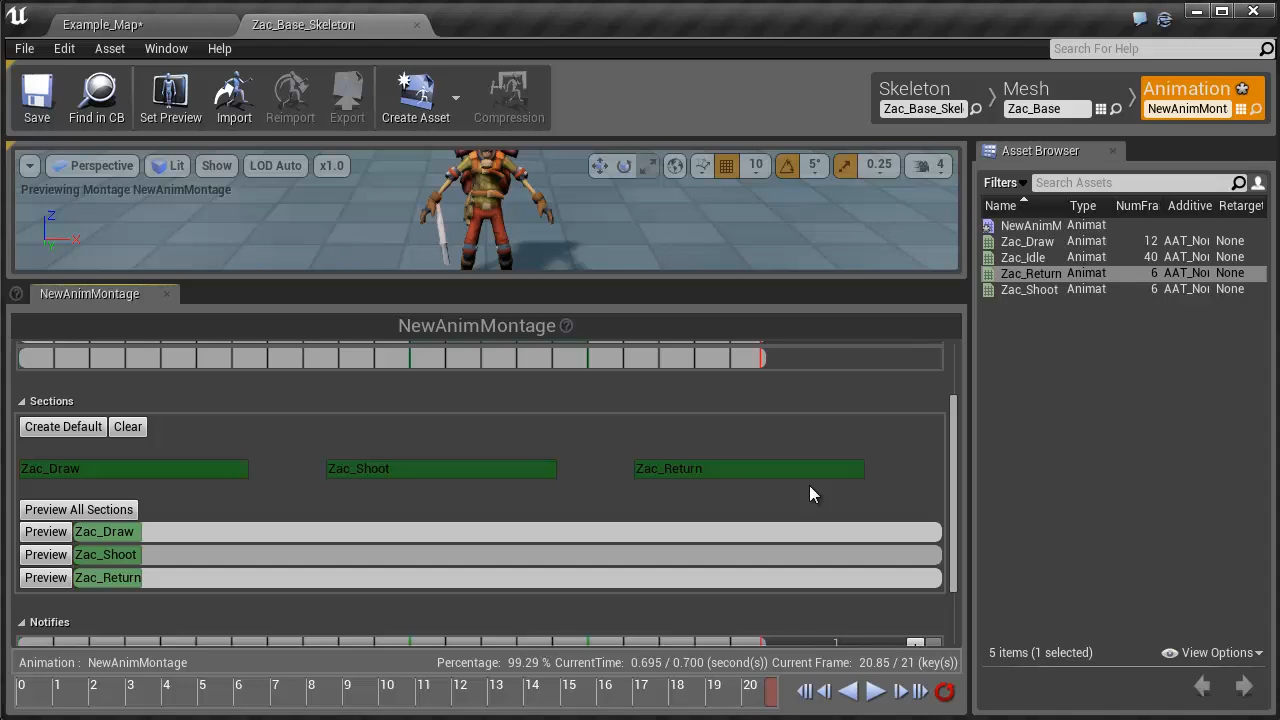 Example_Map*
Zac_Base_Skeleton
File Edit Asset Window Help
Search For Help
Save
Find in CB
Set Preview
Import
Reimport
Export
Create Asset
Compression
Skeleton
Zac_Base_Skel
Mesh
Zac_Base
Animation
NewAnimMont
Perspective Lit Show LOD Auto x1.0
10 5° 0.25 4
Previewing Montage NewAnimMontage
Z
X
Y
Asset Browser
Filters Search Assets
Name Type NumFra Additive Retarget
NewAnimM Animat
Zac_Draw Animat 12 AAT_Nor None
Zac_Idle Animat 40 AAT_Nor None
Zac_Return Animat 6 AAT_Nor None
Zac_Shoot Animat 6 AAT_Nor None
5 items (1 selected) View Options
NewAnimMontage
NewAnimMontage
Sections
Create Default Clear
Zac_Draw Zac_Shoot Zac_Return
Preview All Sections
Preview Zac_Draw
Preview Zac_Shoot
Preview Zac_Return
Notifies
1
Animation : NewAnimMontage Percentage: 99.29 % CurrentTime: 0.695 / 0.700 (second(s)) Current Frame: 20.85 / 21 (key(s))
0 1 2 3 4 5 6 7 8 9 10 11 12 13 14 15 16 17 18 19 20